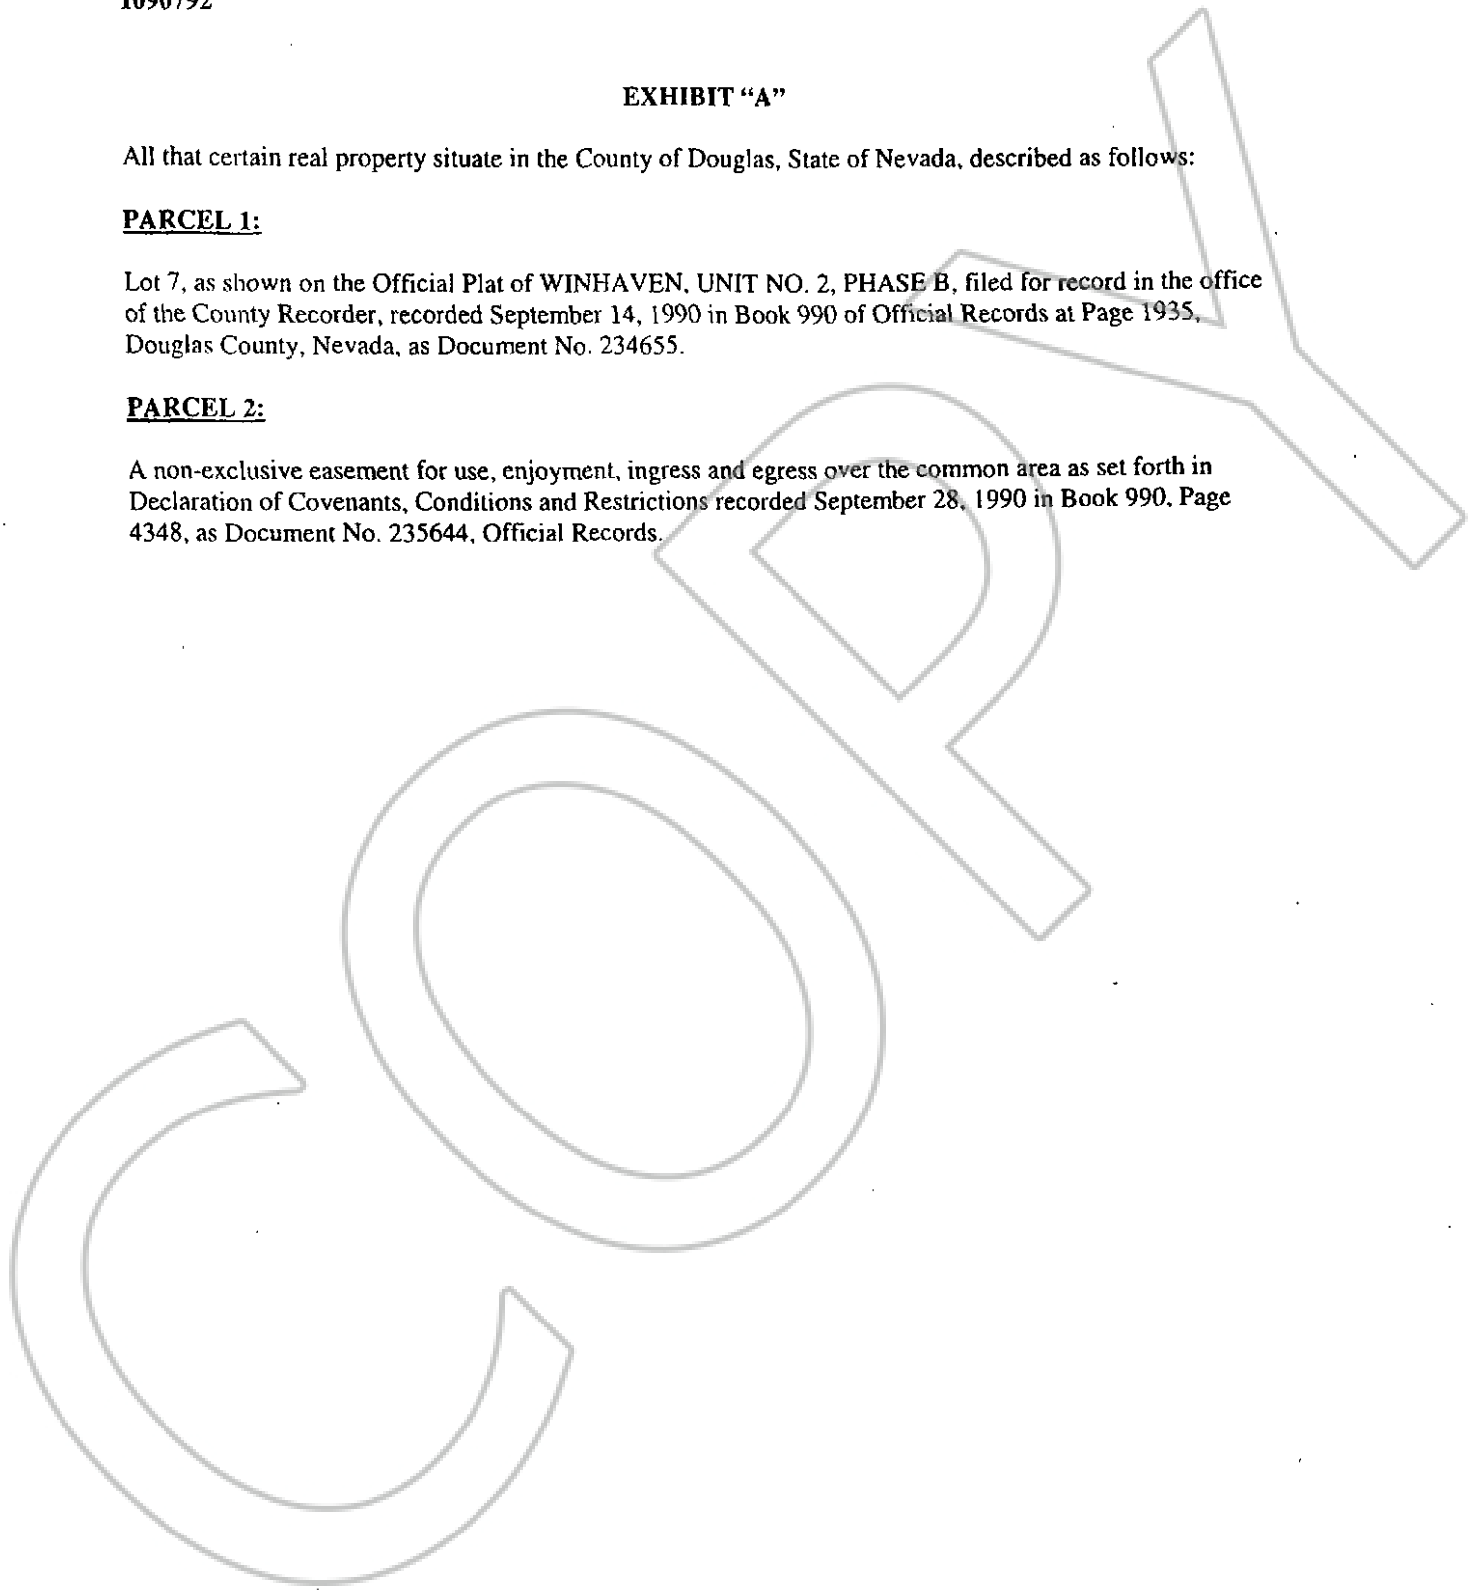 1090792
EXHIBIT “A”
All that certain real property situate in the County of Douglas, State of Nevada, described as follows:
PARCEL 1:
Lot 7, as shown on the Official Plat of WINHAVEN, UNIT NO. 2, PHASE B, filed for record in the office
of the County Recorder, recorded September 14, 1990 in Book 990 of Official Records at Page 1935,
Douglas County, Nevada, as Document No. 234655.
PARCEL 2:
A non-exclusive easement for use, enjoyment, ingress and egress over the common area as set forth in
Declaration of Covenants, Conditions and Restrictions recorded September 28, 1990 in Book 990, Page
4348, as Document No. 235644, Official Records.
COPY